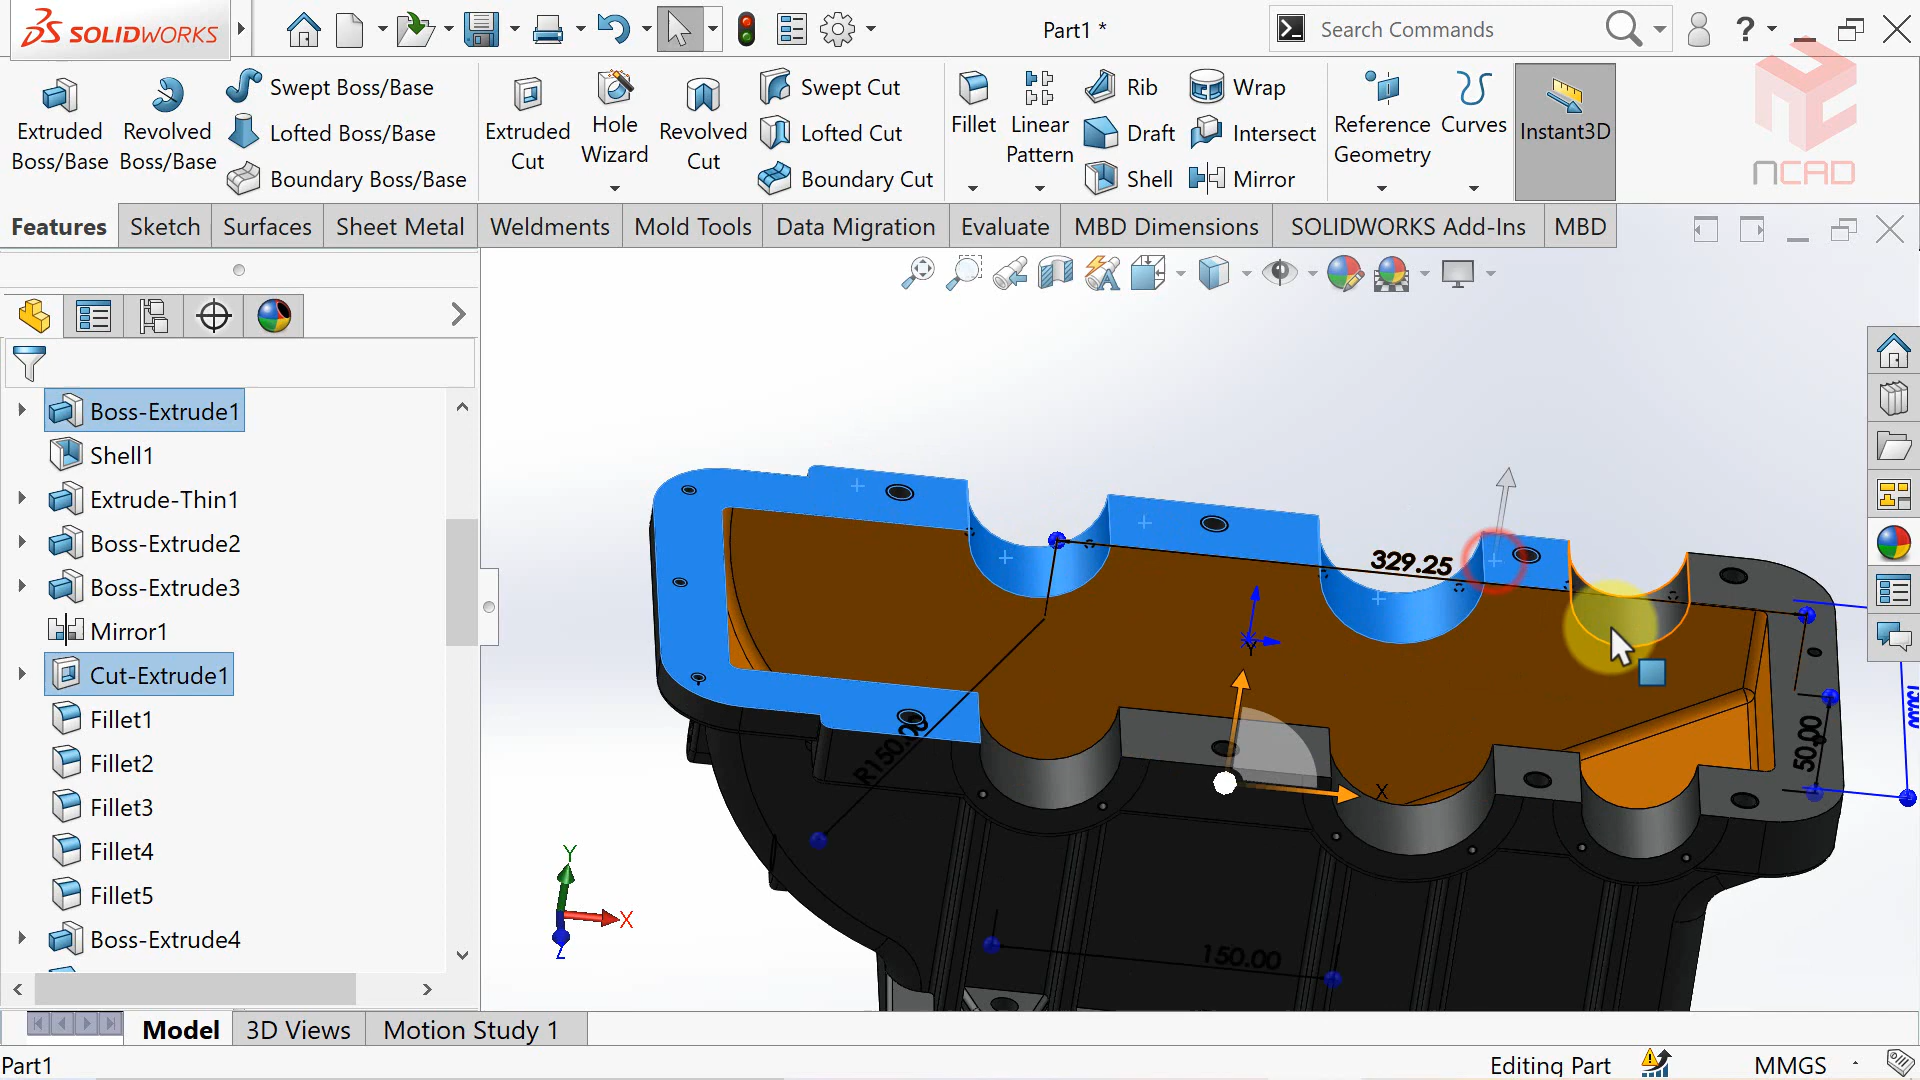 SOLIDWORKS
Part1 *
Search Commands
?
NCAD
Extruded Boss/Base
Revolved Boss/Base
Swept Boss/Base
Lofted Boss/Base
Boundary Boss/Base
Extruded Cut
Hole Wizard
Revolved Cut
Swept Cut
Lofted Cut
Boundary Cut
Fillet
Linear Pattern
Rib
Draft
Shell
Wrap
Intersect
Mirror
Reference Geometry
Curves
Instant3D
Features
Sketch
Surfaces
Sheet Metal
Weldments
Mold Tools
Data Migration
Evaluate
MBD Dimensions
SOLIDWORKS Add-Ins
MBD
Boss-Extrude1
Shell1
Extrude-Thin1
Boss-Extrude2
Boss-Extrude3
Mirror1
Cut-Extrude1
Fillet1
Fillet2
Fillet3
Fillet4
Fillet5
Boss-Extrude4
329.25
R150.00
50.00
150.00
Y
X
Y
X
Z
Model
3D Views
Motion Study 1
Part1
Editing Part
MMGS